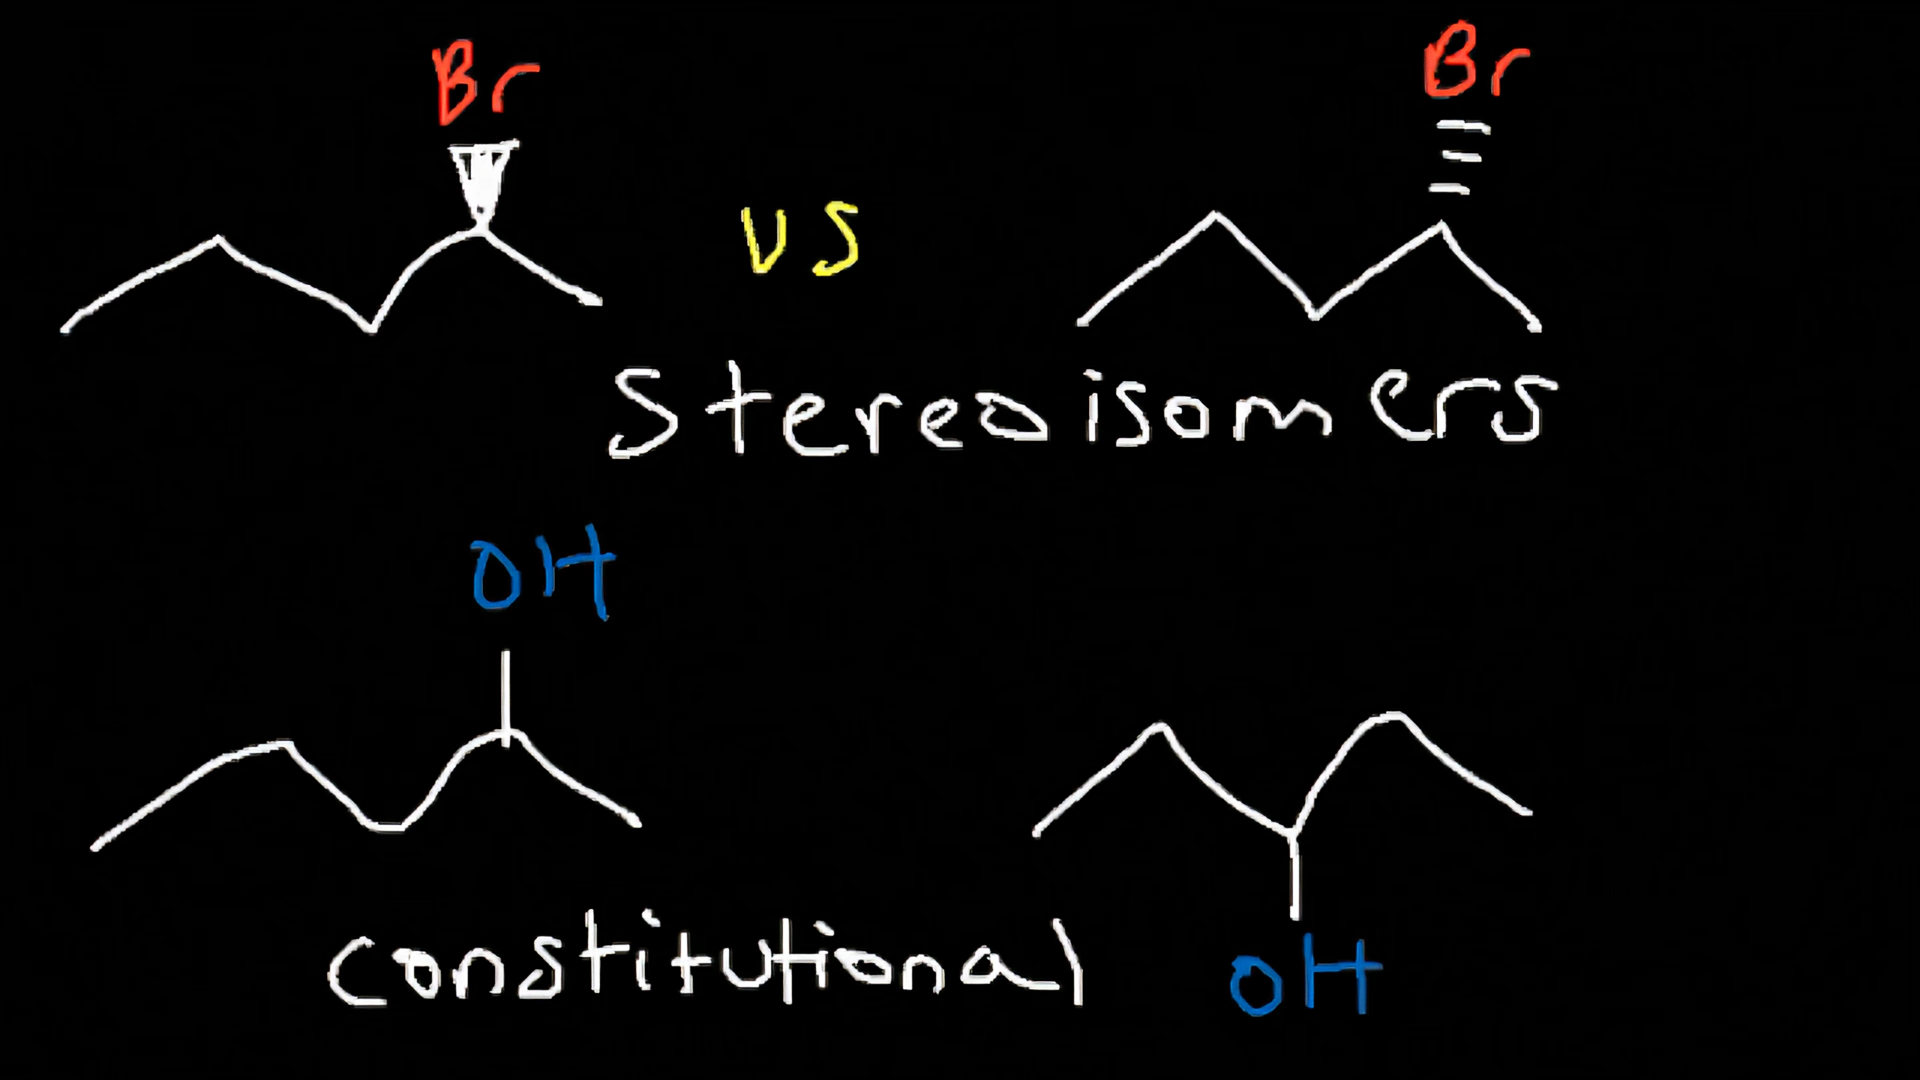 Br
Br
vs
Stereoisomers
OH
constitutional
OH